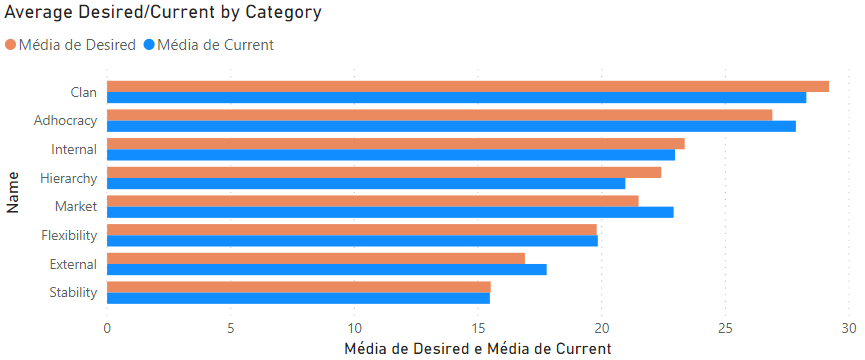 Average Desired/Current by Category
Média de Desired Média de Current
Clan
Adhocracy
Internal
Hierarchy
Market
Flexibility
External
Stability
Name
0 5 10 15 20 25 30
Média de Desired e Média de Current